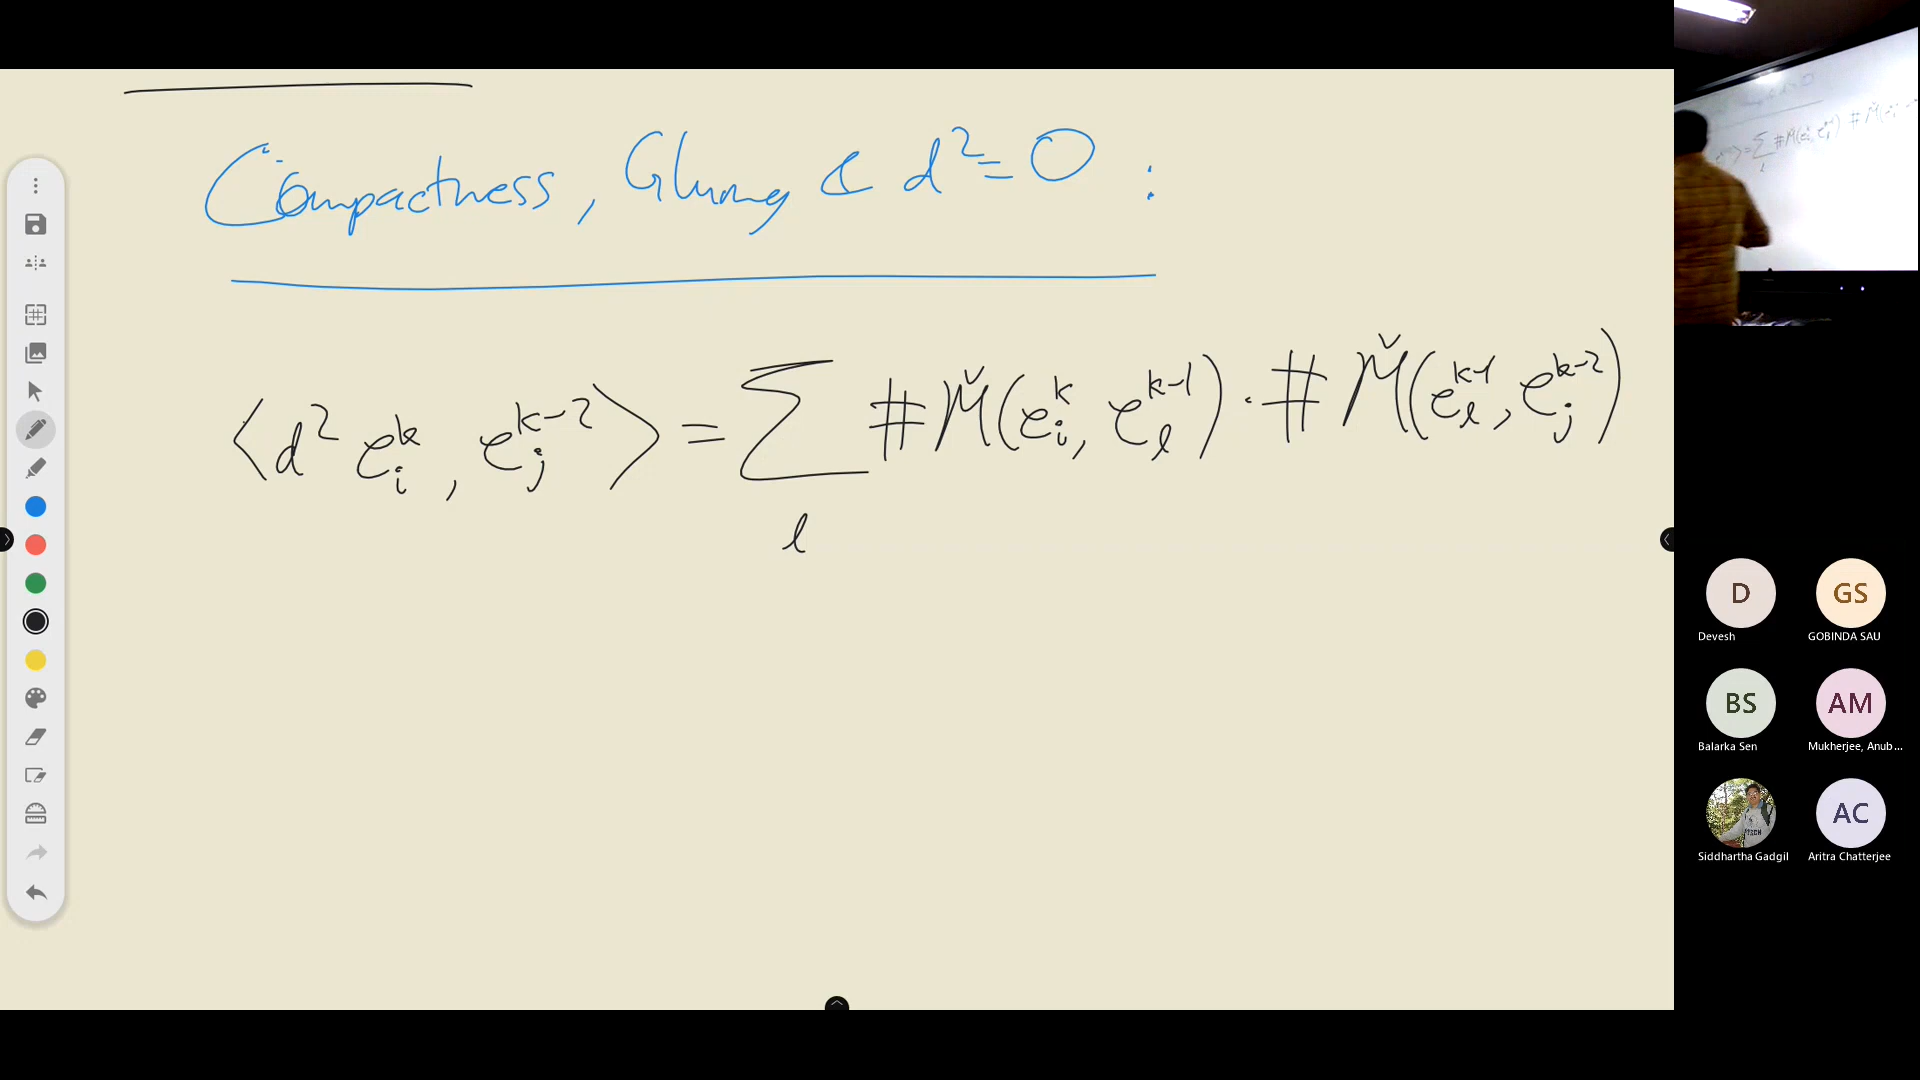 Compactness, Gluing & d² = 0 :
⟨d² e_i^k, e_j^{k-2}⟩ = ∑_l #M̌(e_i^k, e_l^{k-1}) · #M̌(e_l^{k-1}, e_j^{k-2})
D
Devesh
GS
GOBINDA SAU
BS
Balarka Sen
AM
Mukherjee, Anub...
Siddhartha Gadgil
AC
Aritra Chatterjee